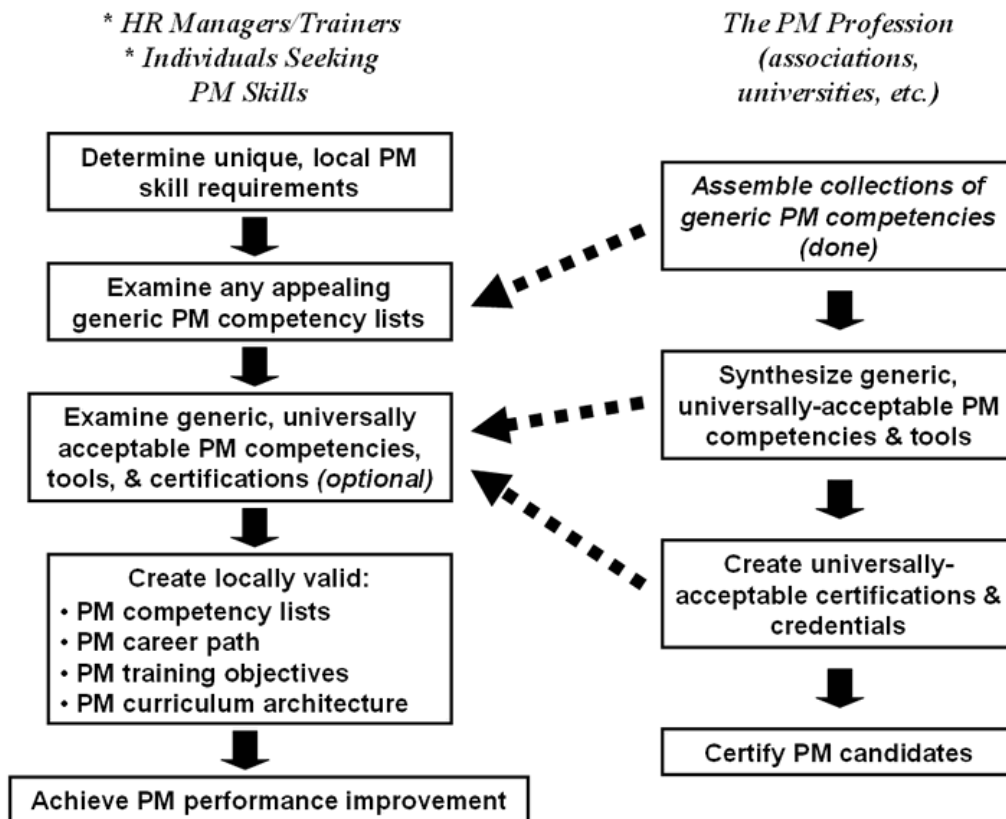 * HR Managers/Trainers
* Individuals Seeking
PM Skills
Determine unique, local PM
skill requirements
Examine any appealing
generic PM competency lists
Examine generic, universally
acceptable PM competencies,
tools, & certifications (optional)
Create locally valid:
• PM competency lists
• PM career path
• PM training objectives
• PM curriculum architecture
Achieve PM performance improvement
The PM Profession
(associations,
universities, etc.)
Assemble collections of
generic PM competencies
(done)
Synthesize generic,
universally-acceptable PM
competencies & tools
Create universally-
acceptable certifications &
credentials
Certify PM candidates